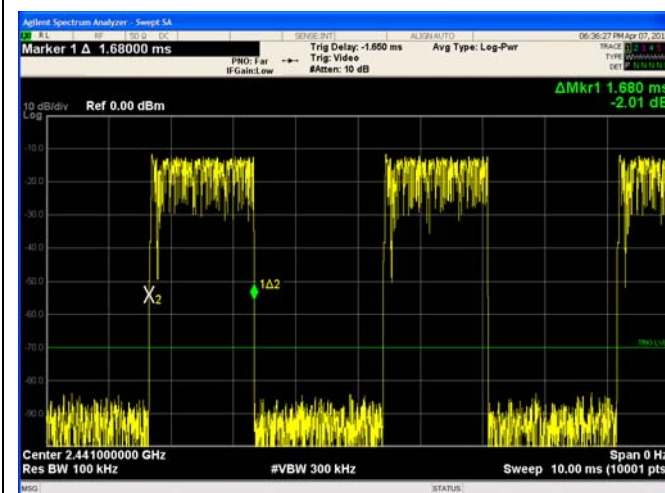 Agilent Spectrum Analyzer - Swept SA
RL RF 50 Ω DC SENSE:INT ALIGN AUTO 06:36:27 PM Apr 07, 201
Marker 1 Δ 1.68000 ms
Trig Delay: -1.650 ms
Avg Type: Log-Pwr
TRACE 1 2 3 4 5
PNO: Far
Trig: Video
TYPE
IFGain:Low
#Atten: 10 dB
DET P N N N N
ΔMkr1 1.680 ms
-2.01 dB
10 dB/div Ref 0.00 dBm
Log
-10.0
-20.0
-30.0
-40.0
-50.0
-60.0
-70.0
-80.0
-90.0
X2
1Δ2
Center 2.441000000 GHz
Span 0 Hz
Res BW 100 kHz
#VBW 300 kHz
Sweep 10.00 ms (10001 pts
MSG
STATUS